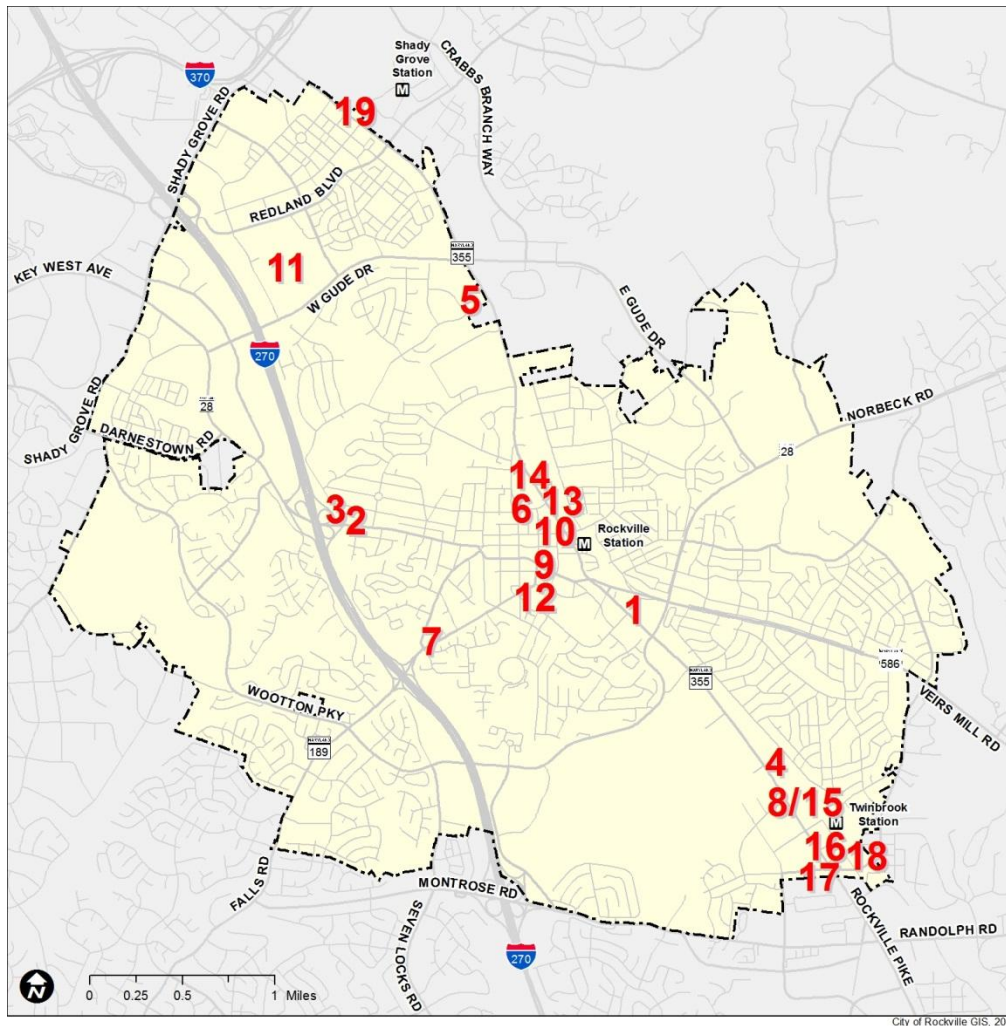 Shady
Grove
Station
M
370
CRABBS BRANCH WAY
19
SHADY GROVE RD
REDLAND BLVD
KEY WEST AVE
11
W GUDE DR
MARYLAND
355
5
E GUDE DR
270
SHADY GROVE RD
28
DARNESTOWN RD
NORBECK RD
28
14
3
2
6
13
10
Rockville
Station
M
9
12
1
7
586
VEIRS MILL RD
MARYLAND
355
WOOTTON PKY
MARYLAND
189
4
8/15
Twinbrook
Station
M
16
18
17
FALLS RD
MONTROSE RD
SEVEN LOCKS RD
ROCKVILLE PIKE
RANDOLPH RD
270
N
0 0.25 0.5 1 Miles
City of Rockville GIS, 20